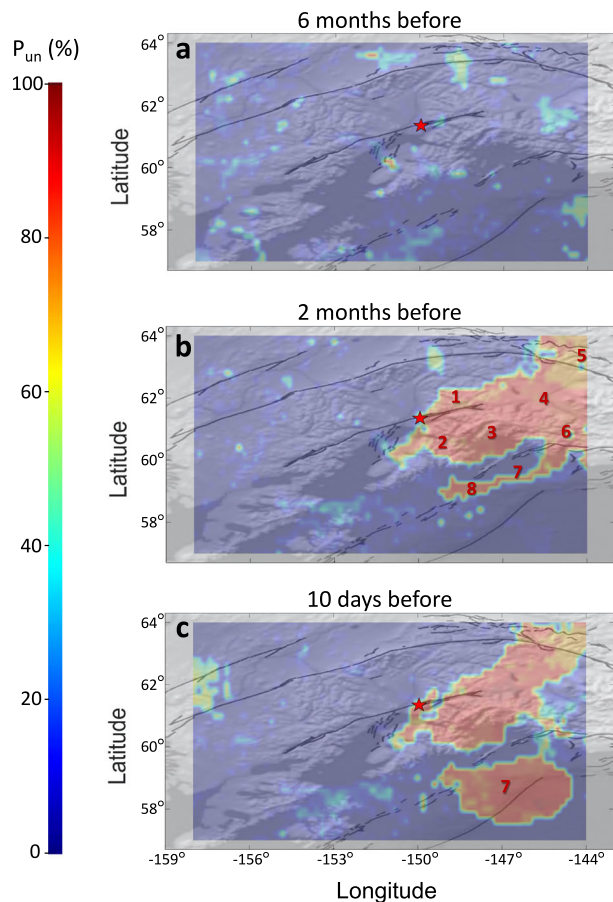 6 months before
P_un (%)
100
80
60
40
20
0
a
64°
62°
60°
58°
Latitude
2 months before
b
64°
62°
60°
58°
Latitude
5
1
4
2
3
6
7
8
10 days before
c
64°
62°
60°
58°
Latitude
7
-159° -156° -153° -150° -147° -144°
Longitude